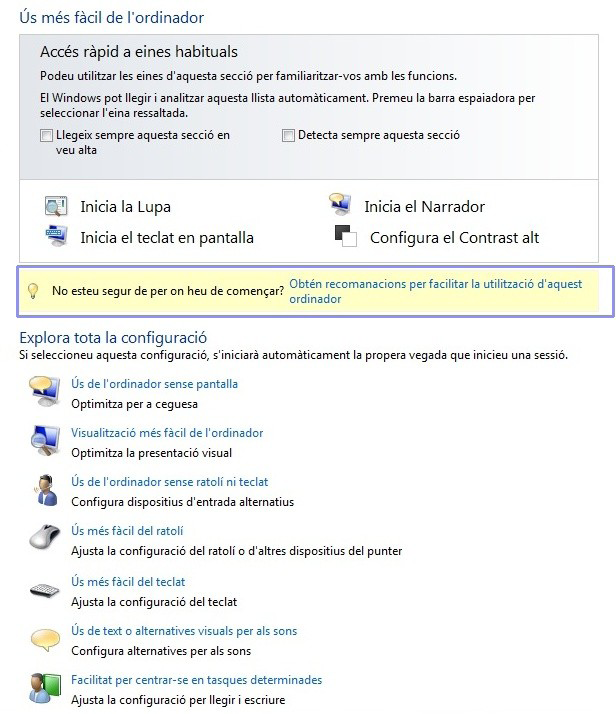 Ús més fàcil de l'ordinador
Accés ràpid a eines habituals
Podeu utilitzar les eines d'aquesta secció per familiaritzar-vos amb les funcions.
El Windows pot llegir i analitzar aquesta llista automàticament. Premeu la barra espaiadora per
seleccionar l'eina ressaltada.
Llegeix sempre aquesta secció en
veu alta
Detecta sempre aquesta secció
Inicia la Lupa
Inicia el Narrador
Inicia el teclat en pantalla
Configura el Contrast alt
No esteu segur de per on heu de començar?
Obtén recomanacions per facilitar la utilització d'aquest
ordinador
Explora tota la configuració
Si seleccioneu aquesta configuració, s'iniciarà automàticament la propera vegada que inicieu una sessió.
Ús de l'ordinador sense pantalla
Optimitza per a ceguesa
Visualització més fàcil de l'ordinador
Optimitza la presentació visual
Ús de l'ordinador sense ratolí ni teclat
Configura dispositius d'entrada alternatius
Ús més fàcil del ratolí
Ajusta la configuració del ratolí o d'altres dispositius del punter
Ús més fàcil del teclat
Ajusta la configuració del teclat
Ús de text o alternatives visuals per als sons
Configura alternatives per als sons
Facilitat per centrar-se en tasques determinades
Ajusta la configuració per llegir i escriure